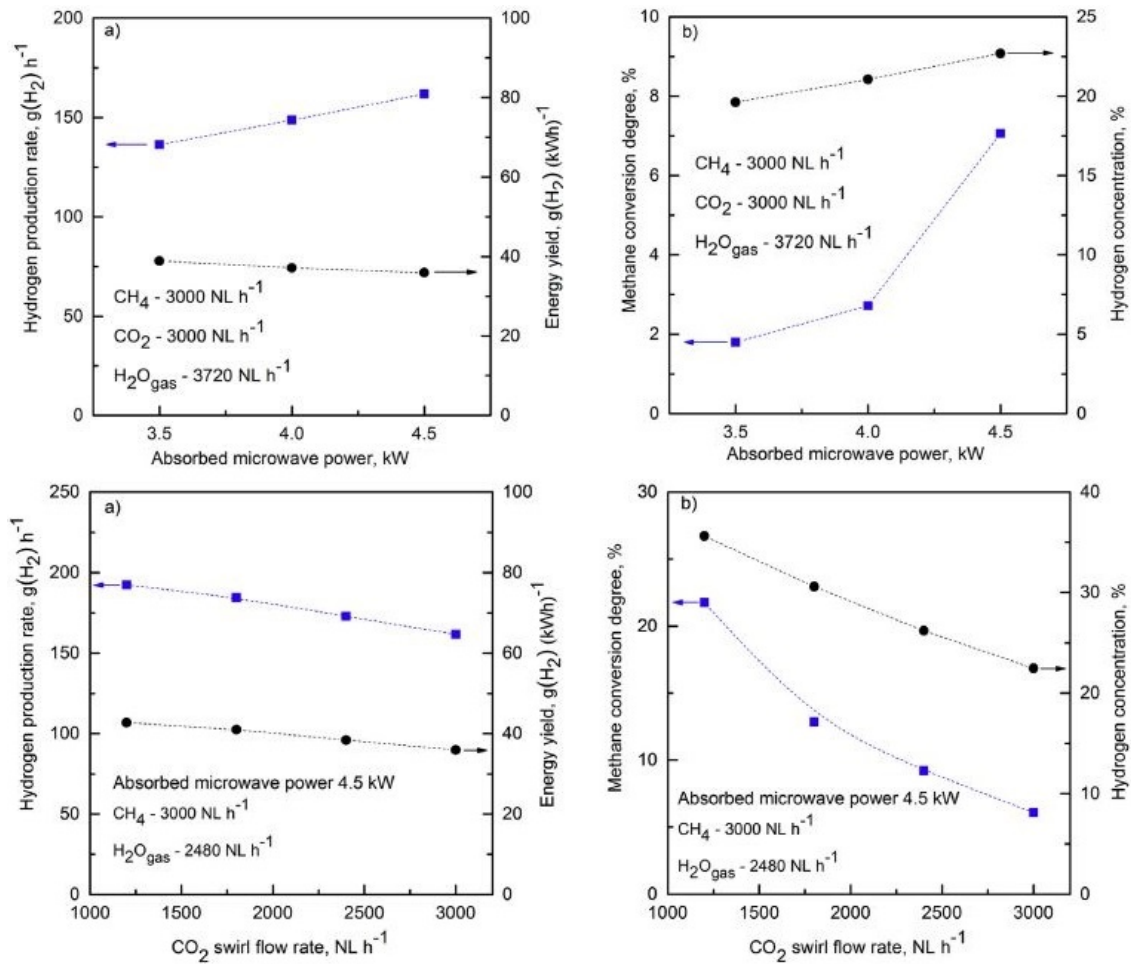 a)
Hydrogen production rate, g(H₂) h⁻¹
200
150
100
50
0
100
80
60
40
20
0
Energy yield, g(H₂) (kWh)⁻¹
CH₄ - 3000 NL h⁻¹
CO₂ - 3000 NL h⁻¹
H₂Ogas - 3720 NL h⁻¹
3.5 4.0 4.5
Absorbed microwave power, kW
b)
Methane conversion degree, %
10
9
8
7
6
5
4
3
2
1
0
25
20
15
10
5
0
Hydrogen concentration, %
CH₄ - 3000 NL h⁻¹
CO₂ - 3000 NL h⁻¹
H₂Ogas - 3720 NL h⁻¹
3.5 4.0 4.5
Absorbed microwave power, kW
a)
Hydrogen production rate, g(H₂) h⁻¹
250
200
150
100
50
0
100
80
60
40
20
0
Energy yield, g(H₂) (kWh)⁻¹
Absorbed microwave power 4.5 kW
CH₄ - 3000 NL h⁻¹
H₂Ogas - 2480 NL h⁻¹
1000 1500 2000 2500 3000
CO₂ swirl flow rate, NL h⁻¹
b)
Methane conversion degree, %
30
25
20
15
10
5
0
40
30
20
10
0
Hydrogen concentration, %
Absorbed microwave power 4.5 kW
CH₄ - 3000 NL h⁻¹
H₂Ogas - 2480 NL h⁻¹
1000 1500 2000 2500 3000
CO₂ swirl flow rate, NL h⁻¹